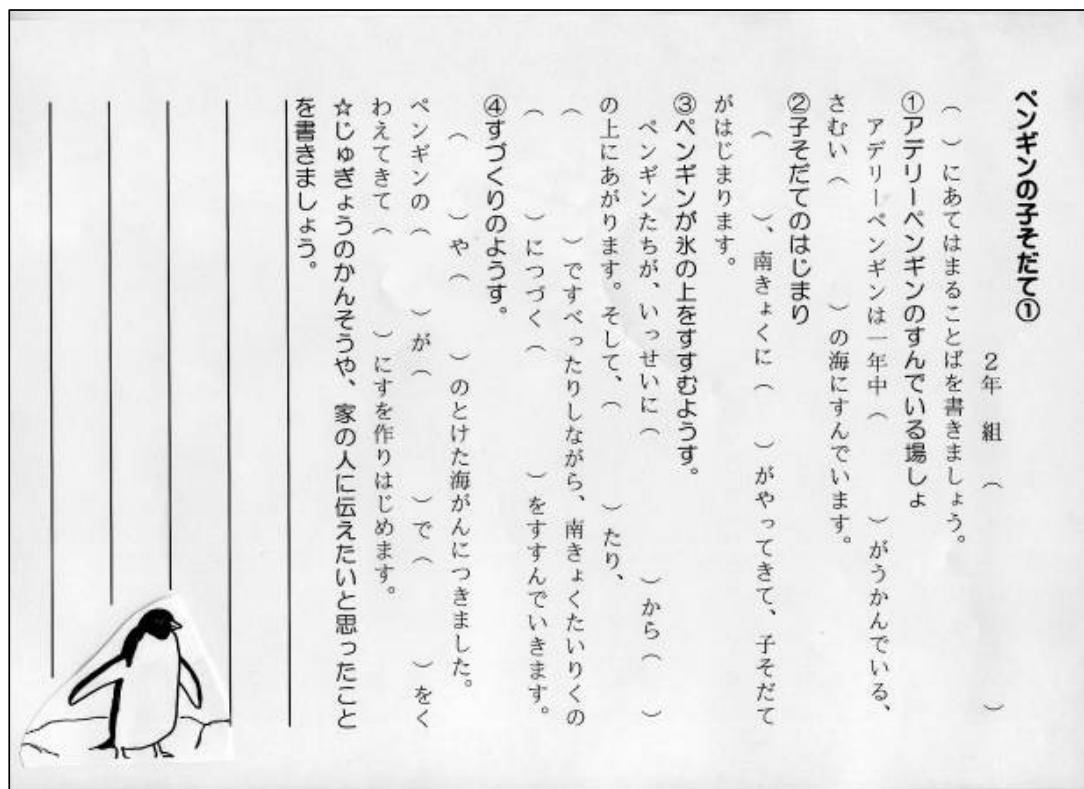 ペンギンの子そだて①
２年　組　（　　　　　　　）
（　）にあてはまることばを書きましょう。
①アデリーペンギンのすんでいる場しょ
アデリーペンギンは一年中（　　　　　）がうかんでいる、
さむい（　　　　　）の海にすんでいます。
②子そだてのはじまり
（　　　　）、南きょくに（　　　　）がやってきて、子そだて
がはじまります。
③ペンギンが氷の上をすすむようす。
ペンギンたちが、いっせいに（　　　　　　）から（　　　）
の上にあがります。そして、（　　　　　）たり、
（　　　　　　）ですべったりしながら、南きょくたいりくの
（　　　　　）につづく（　　　　　　）をすすんでいきます。
④すづくりのようす。
（　　　）や（　　　　）のとけた海がんにつきました。
ペンギンの（　　　　）が（　　　　　）で（　　　　）をく
わえてきて（　　　　　）にすを作りはじめます。
☆じゅぎょうのかんそうや、家の人に伝えたいと思ったこと
を書きましょう。